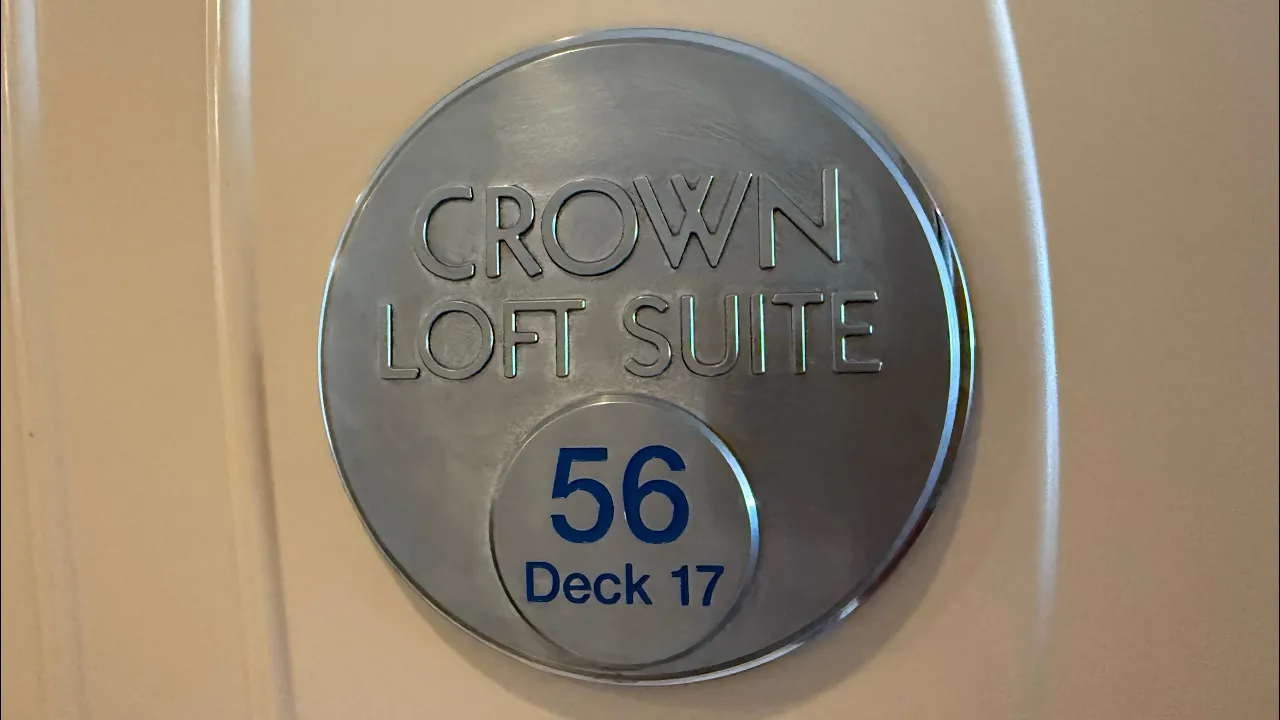 CROWN
LOFT SUITE
56
Deck 17